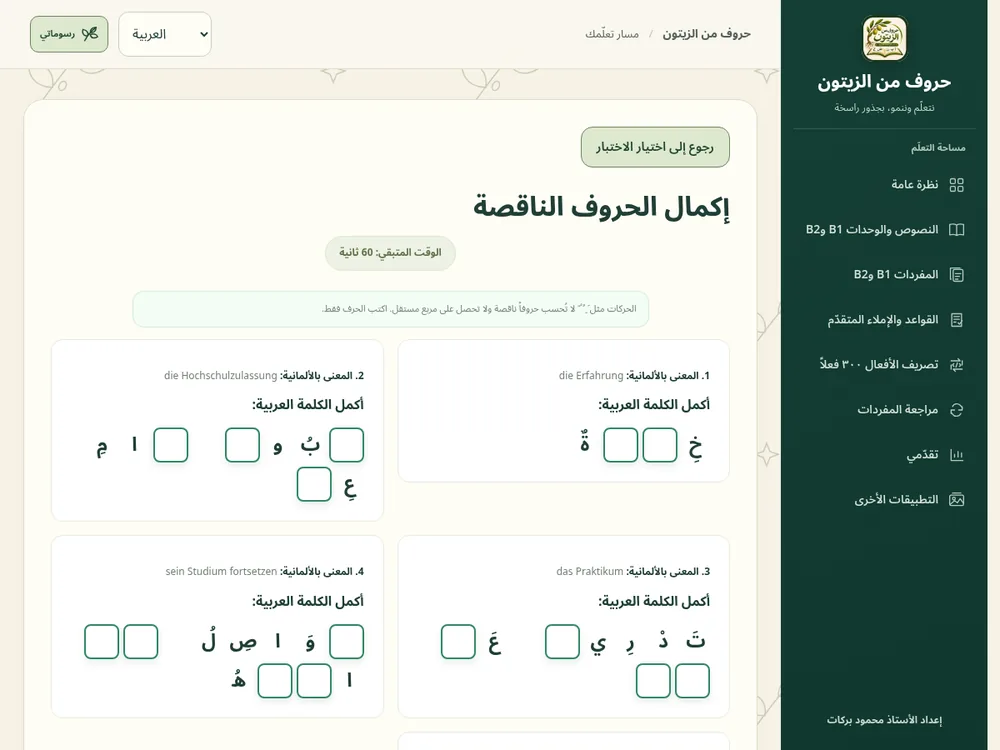 حروف من الزيتون
نتعلّم وننمو، بجذور راسخة
مساحة التعلّم
نظرة عامة
النصوص والوحدات B1 وB2
المفردات B1 وB2
القواعد والإملاء المتقدّم
تصريف الأفعال ٣٠٠ فعلاً
مراجعة المفردات
تقدّمي
التطبيقات الأخرى
إعداد الأستاذ محمود بركات
حروف من الزيتون / مسار تعلّمك
العربية
رسوماتي
رجوع إلى اختيار الاختبار
إكمال الحروف الناقصة
الوقت المتبقي: 60 ثانية
لا تُحسب حروفاً ناقصة ولا تحصل على مربع مستقل. اكتب الحرف فقط.
1. المعنى بالألمانية: die Erfahrung
أكمل الكلمة العربية:
خِ ةٌ
2. المعنى بالألمانية: die Hochschulzulassung
أكمل الكلمة العربية:
بُ و ا مِ
عِ
3. المعنى بالألمانية: das Praktikum
أكمل الكلمة العربية:
تَ دْ رِ ي عَ
4. المعنى بالألمانية: sein Studium fortsetzen
أكمل الكلمة العربية:
وَ ا صِ لُ
ا هُ